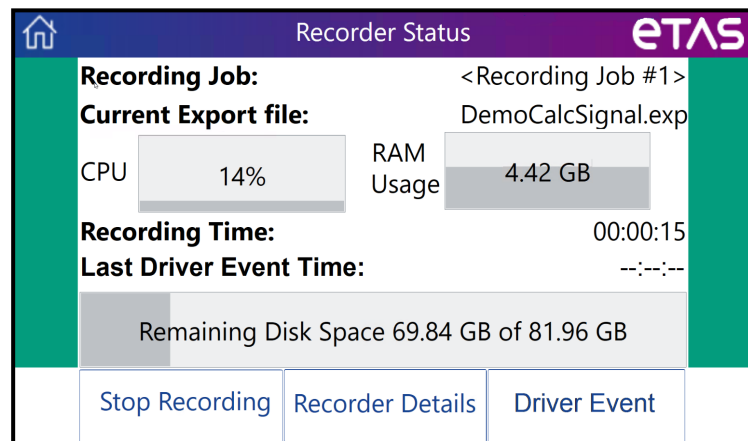 Recorder Status
eTAS
Recording Job: <Recording Job #1>
Current Export file: DemoCalcSignal.exp
CPU 14% RAM Usage 4.42 GB
Recording Time: 00:00:15
Last Driver Event Time: --:--:--
Remaining Disk Space 69.84 GB of 81.96 GB
Stop Recording Recorder Details Driver Event